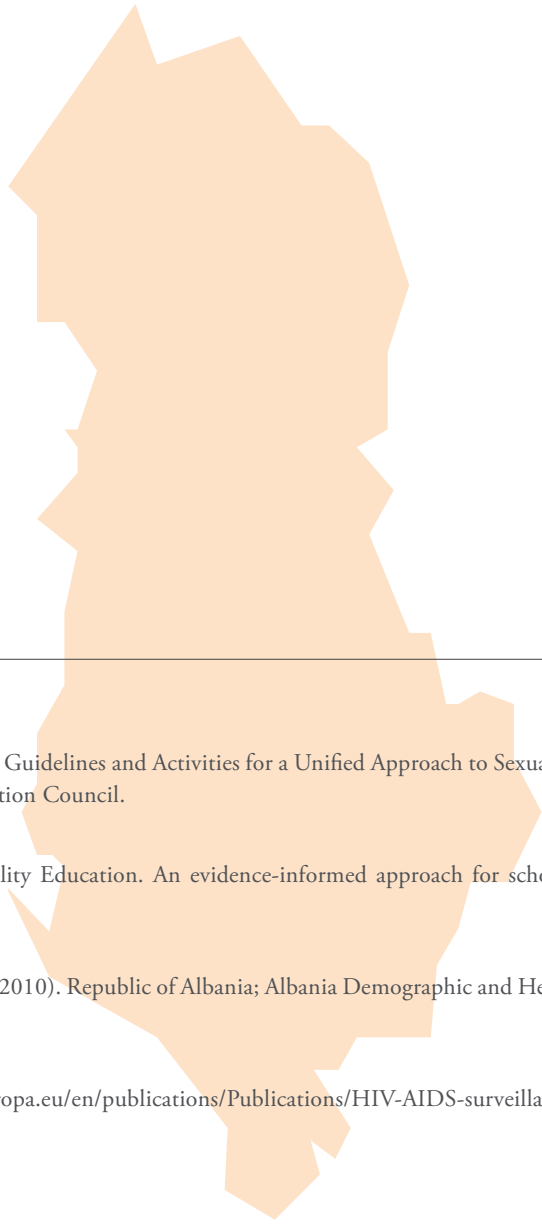 Guidelines and Activities for a Unified Approach to Sexua
tion Council.
lity Education. An evidence-informed approach for scho
2010). Republic of Albania; Albania Demographic and He
ropa.eu/en/publications/Publications/HIV-AIDS-surveilla